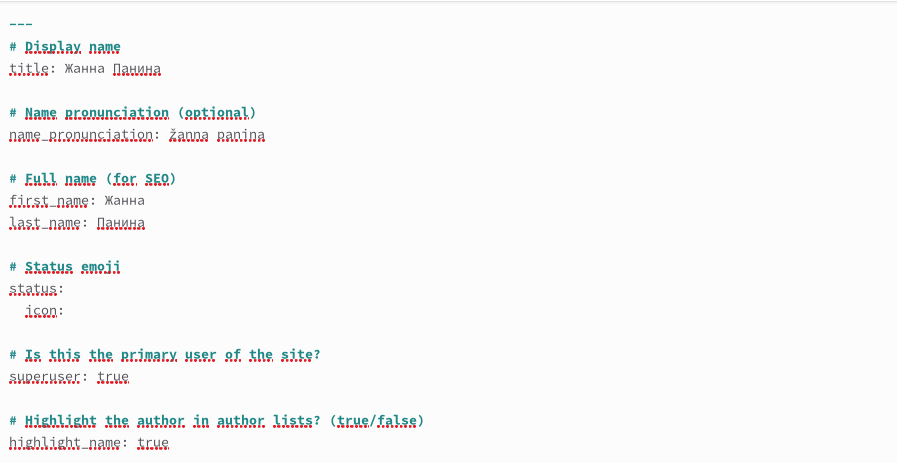 ---
# Display name
title: Жанна Панина
# Name pronunciation (optional)
name_pronunciation: žanna panina
# Full name (for SEO)
first_name: Жанна
last_name: Панина
# Status emoji
status:
  icon:
# Is this the primary user of the site?
superuser: true
# Highlight the author in author lists? (true/false)
highlight_name: true